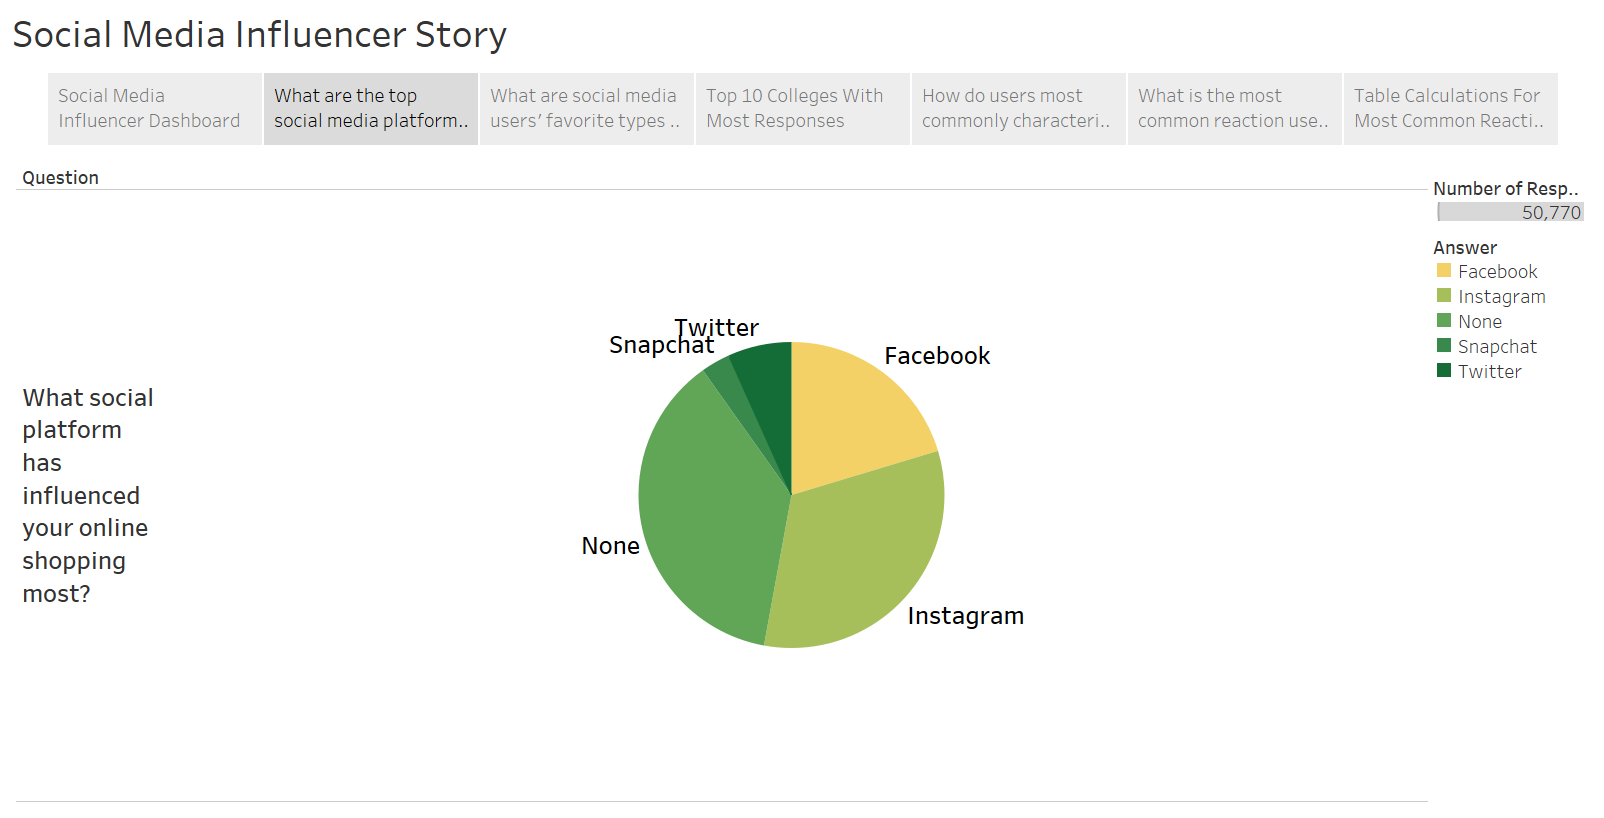 Social Media Influencer Story
Social Media
Influencer Dashboard
What are the top
social media platform..
What are social media
users’ favorite types ..
Top 10 Colleges With
Most Responses
How do users most
commonly characteri..
What is the most
common reaction use..
Table Calculations For
Most Common Reacti..
Question
Number of Resp..
50,770
Answer
Facebook
Instagram
None
Snapchat
Twitter
What social
platform
has
influenced
your online
shopping
most?
Twitter
Snapchat
Facebook
None
Instagram